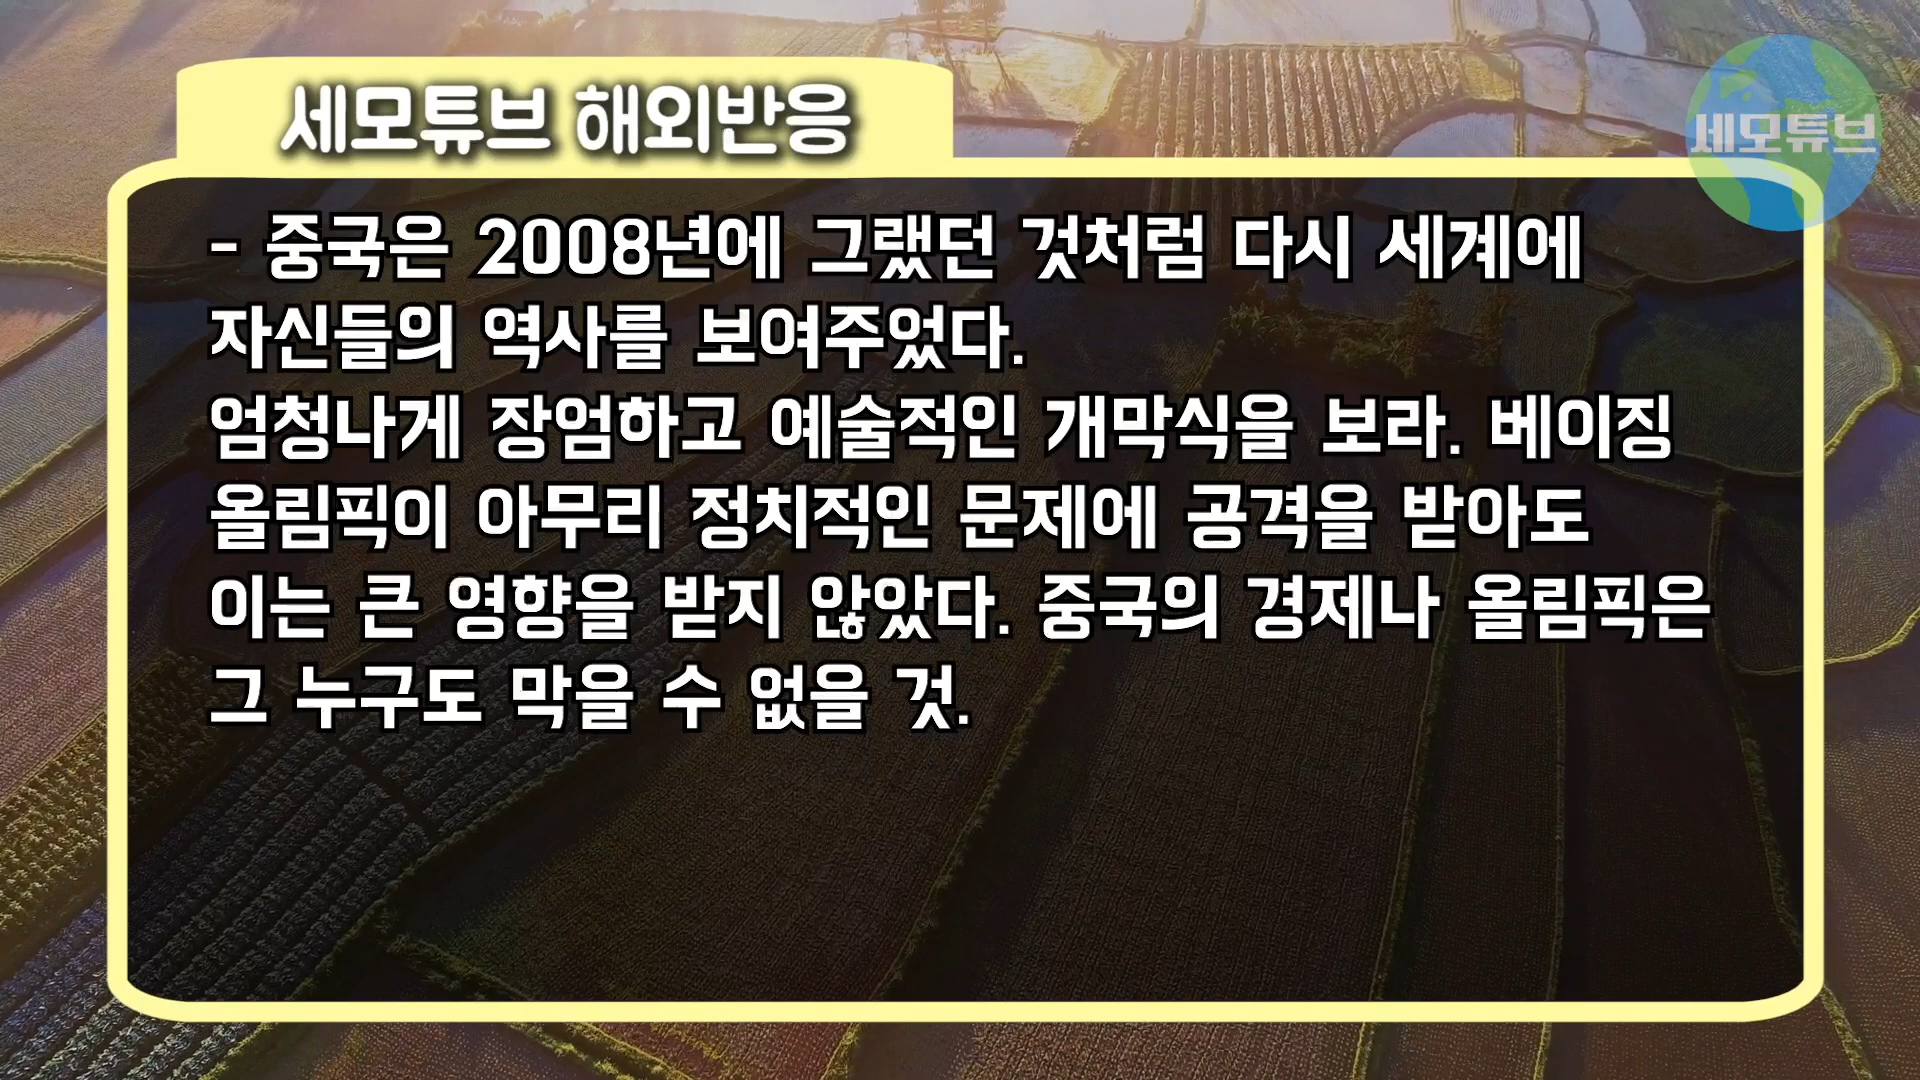 세모튜브 해외반응
세모튜브
- 중국은 2008년에 그랬던 것처럼 다시 세계에
자신들의 역사를 보여주었다.
엄청나게 장엄하고 예술적인 개막식을 보라. 베이징
올림픽이 아무리 정치적인 문제에 공격을 받아도
이는 큰 영향을 받지 않았다. 중국의 경제나 올림픽은
그 누구도 막을 수 없을 것.